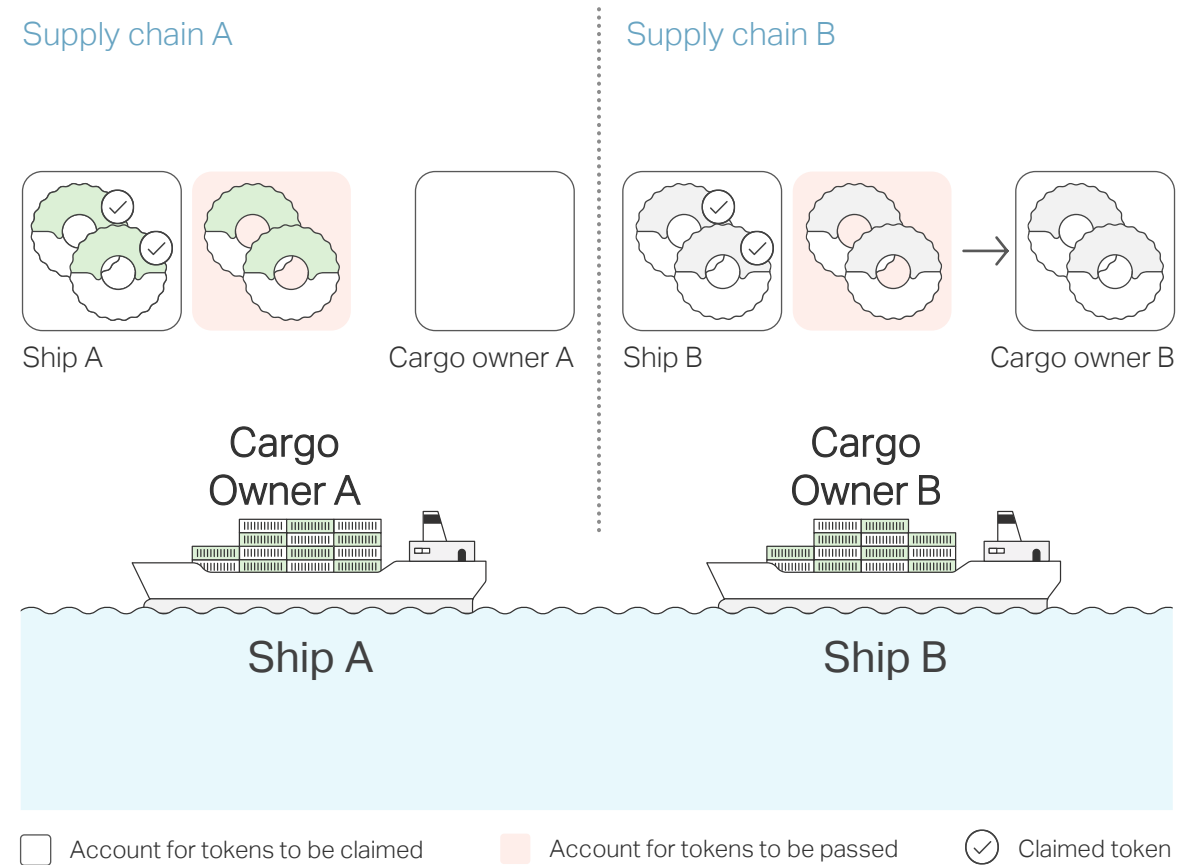 Supply chain A
Supply chain B
Ship A
Cargo owner A
Ship B
Cargo owner B
Cargo
Owner A
Cargo
Owner B
Ship A
Ship B
Account for tokens to be claimed
Account for tokens to be passed
Claimed token